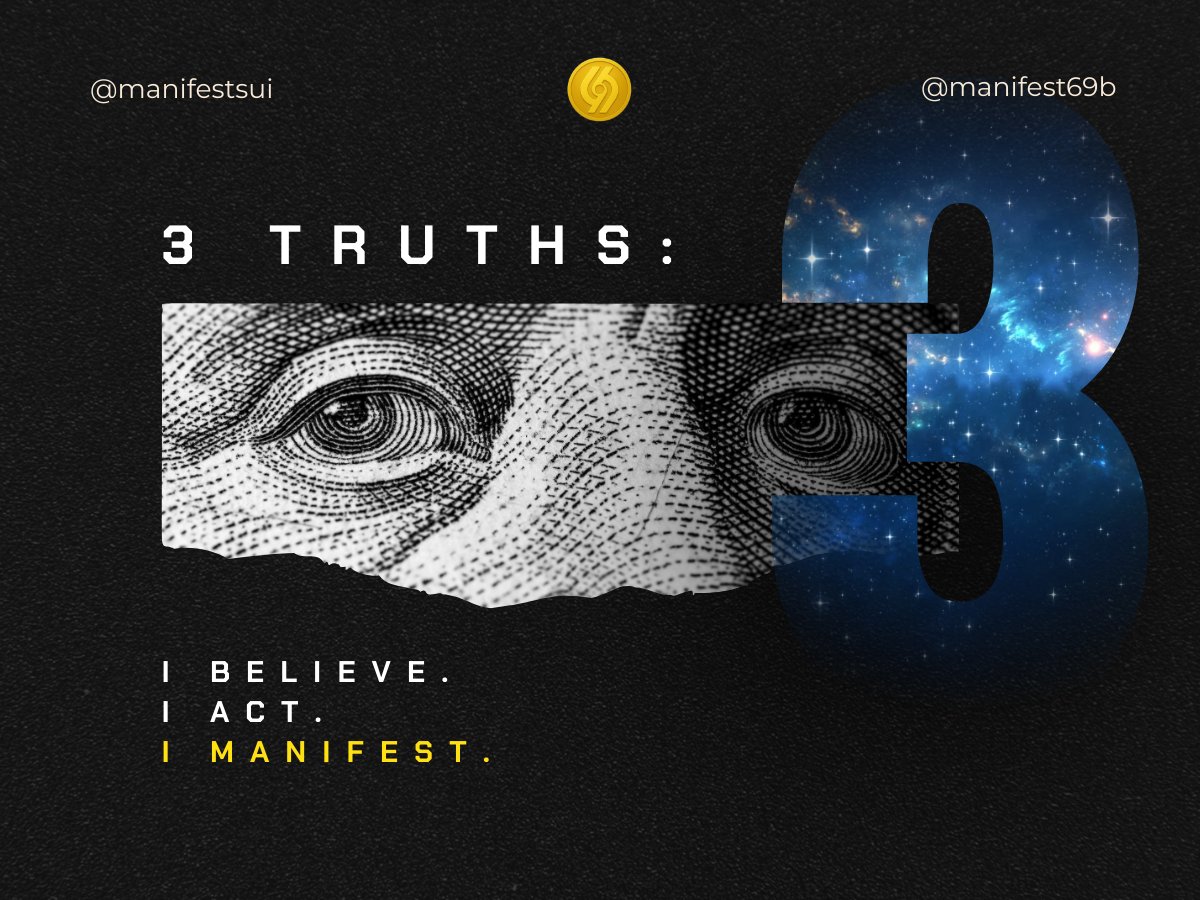 @manifestsui
@manifest69b
3 TRUTHS:
3
I BELIEVE.
I ACT.
I MANIFEST.